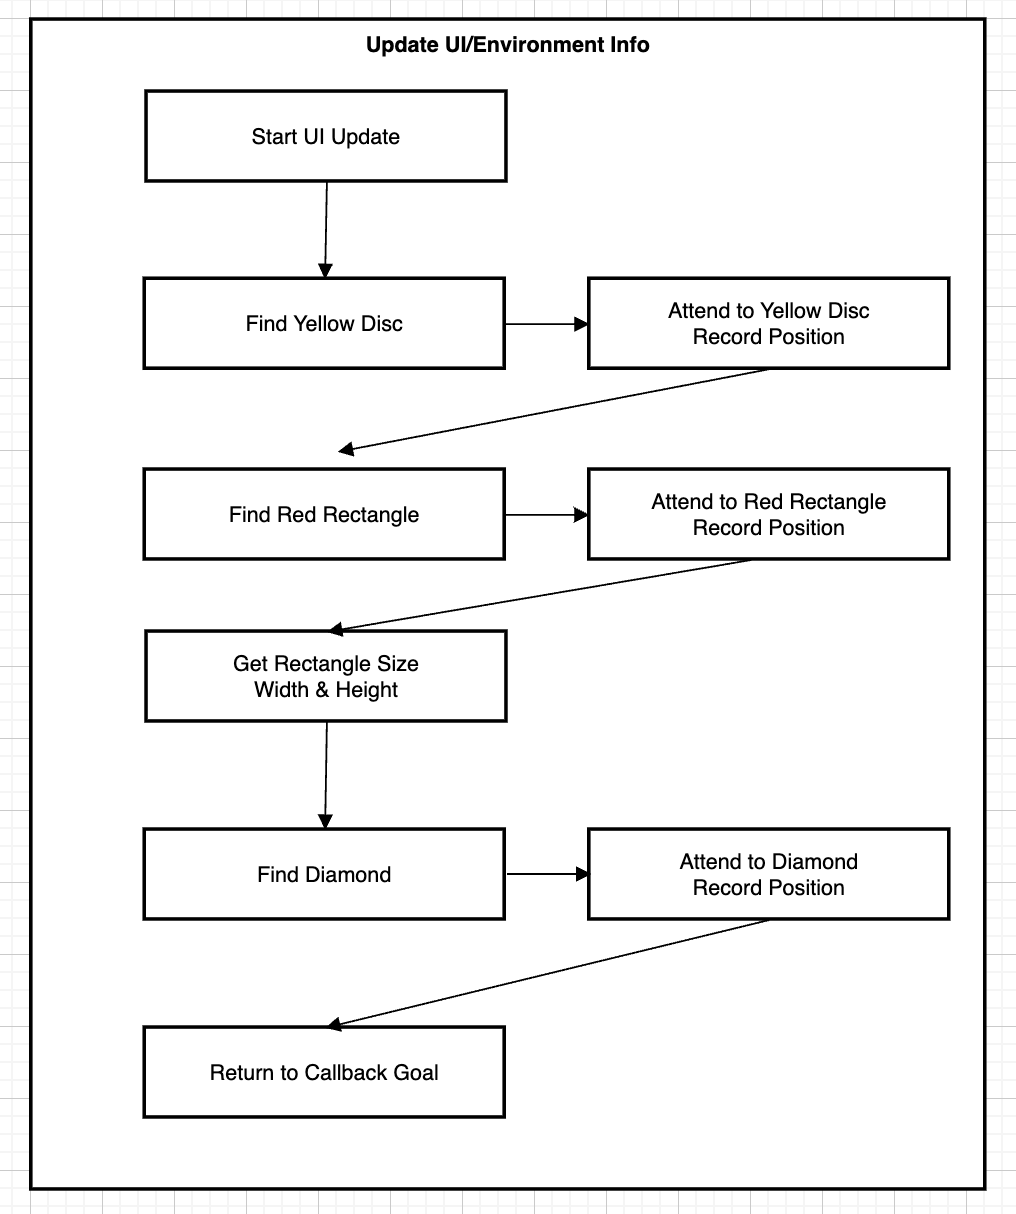 Update UI/Environment Info
Start UI Update
Find Yellow Disc
Attend to Yellow Disc
Record Position
Find Red Rectangle
Attend to Red Rectangle
Record Position
Get Rectangle Size
Width & Height
Find Diamond
Attend to Diamond
Record Position
Return to Callback Goal